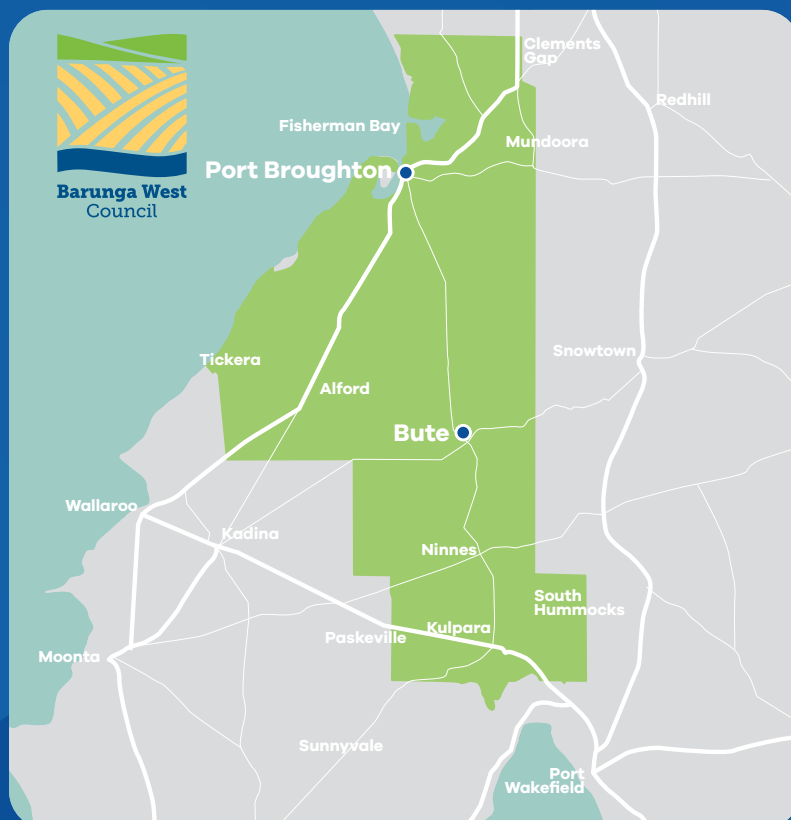 Barunga West
Council
Clements
Gap
Redhill
Fisherman Bay
Mundoora
Port Broughton
Snowtown
Tickera
Alford
Bute
Wallaroo
Kadina
Ninnes
South
Hummocks
Kulpara
Paskeville
Moonta
Sunnyvale
Port
Wakefield